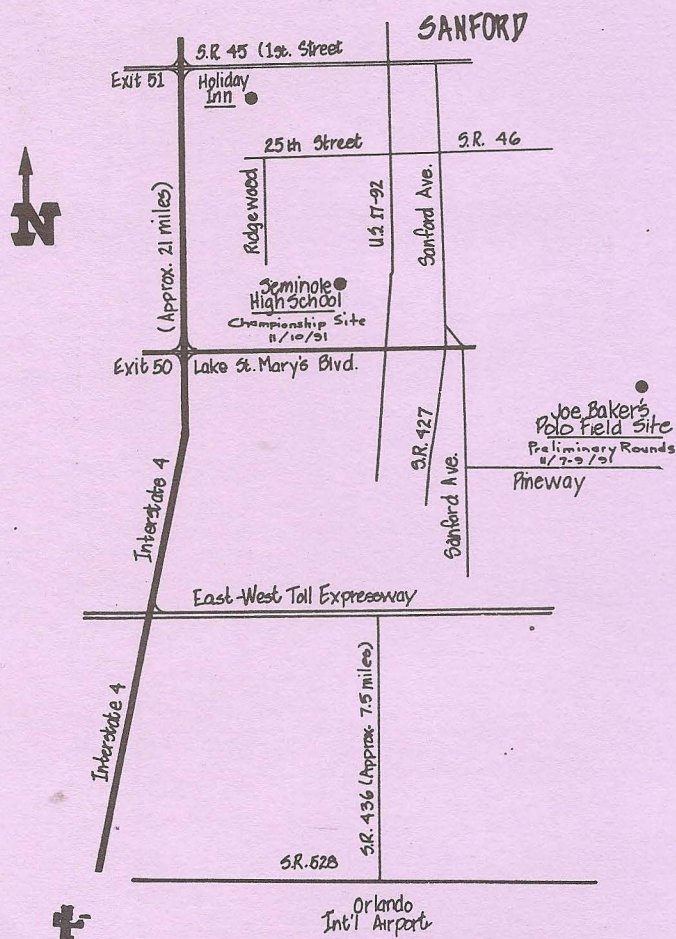 SANFORD
S.R 45 (1st. Street
Exit 51
Holiday
Inn
25th Street
S.R. 46
N
(Approx. 21 miles)
Ridgewood
U.S 17-92
Sanford Ave.
Seminole
High School
Championship Site
11/10/91
Exit 50
Lake St. Mary's Blvd.
Joe Baker's
Polo Field Site
Preliminary Rounds
11/7-9/91
Pineway
S.R. 427
Sanford Ave.
Interstate 4
East-West Toll Expressway
Interstate 4
S.R. 436 (Approx. 7.5 miles)
S.R. 528
Orlando
Int'l Airport